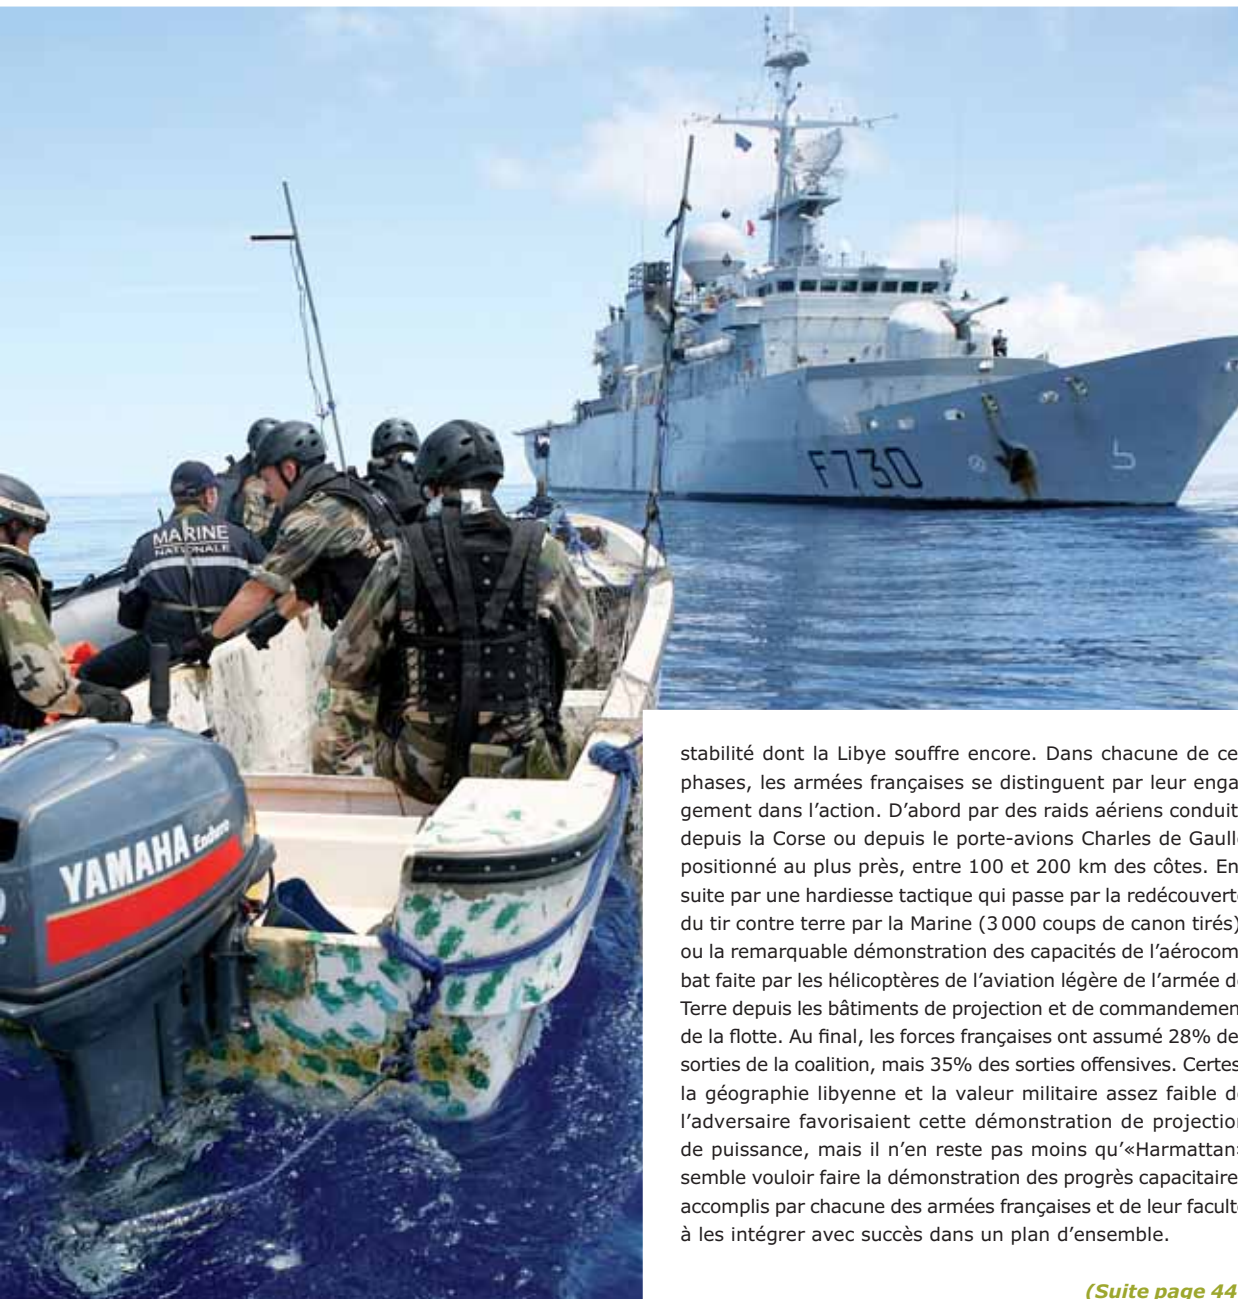 F730
MARINE
NATIONALE
YAMAHA Enduro
stabilité dont la Libye souffre encore. Dans chacune de ce
phases, les armées françaises se distinguent par leur enga
gement dans l’action. D’abord par des raids aériens conduit
depuis la Corse ou depuis le porte-avions Charles de Gaull
positionné au plus près, entre 100 et 200 km des côtes. En
suite par une hardiesse tactique qui passe par la redécouvert
du tir contre terre par la Marine (3 000 coups de canon tirés)
ou la remarquable démonstration des capacités de l’aérocom
bat faite par les hélicoptères de l’aviation légère de l’armée d
Terre depuis les bâtiments de projection et de commandemen
de la flotte. Au final, les forces françaises ont assumé 28% de
sorties de la coalition, mais 35% des sorties offensives. Certes
la géographie libyenne et la valeur militaire assez faible d
l’adversaire favorisaient cette démonstration de projection
de puissance, mais il n’en reste pas moins qu’«Harmattan»
semble vouloir faire la démonstration des progrès capacitaire
accomplis par chacune des armées françaises et de leur facult
à les intégrer avec succès dans un plan d’ensemble.
(Suite page 44